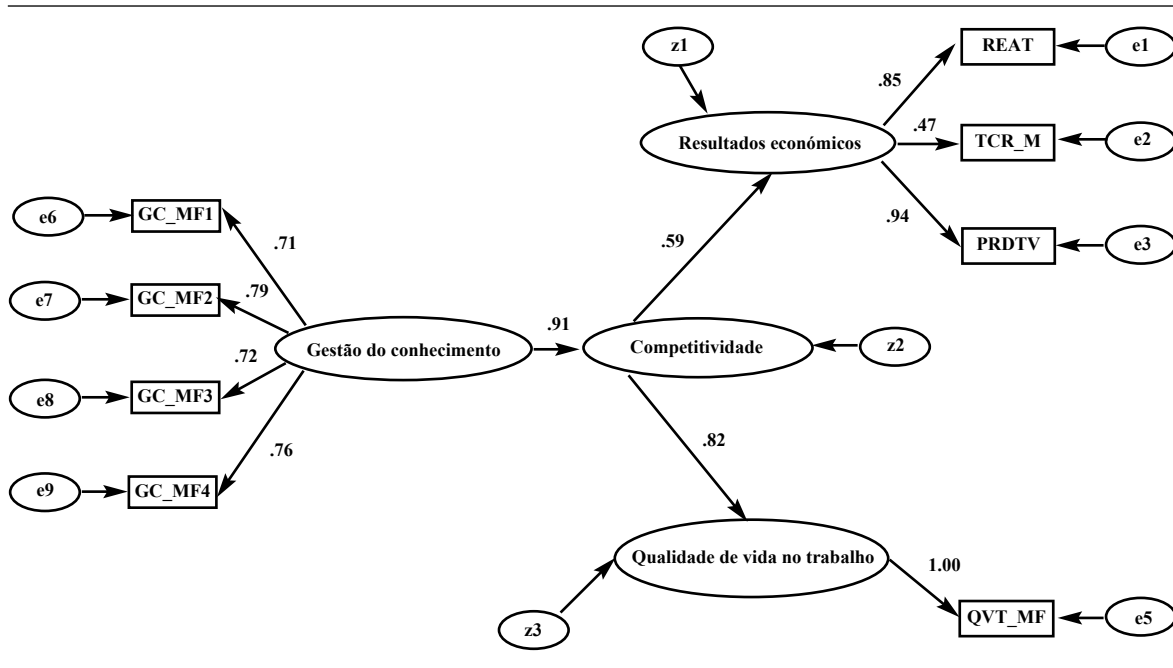 z1
REAT
e1
.85
Resultados económicos
.47
TCR_M
e2
.94
PRDTV
e3
e6
GC_MF1
.71
.59
e7
GC_MF2
.79
Gestão do conhecimento
.91
Competitividade
z2
e8
GC_MF3
.72
e9
GC_MF4
.76
.82
Qualidade de vida no trabalho
1.00
z3
QVT_MF
e5